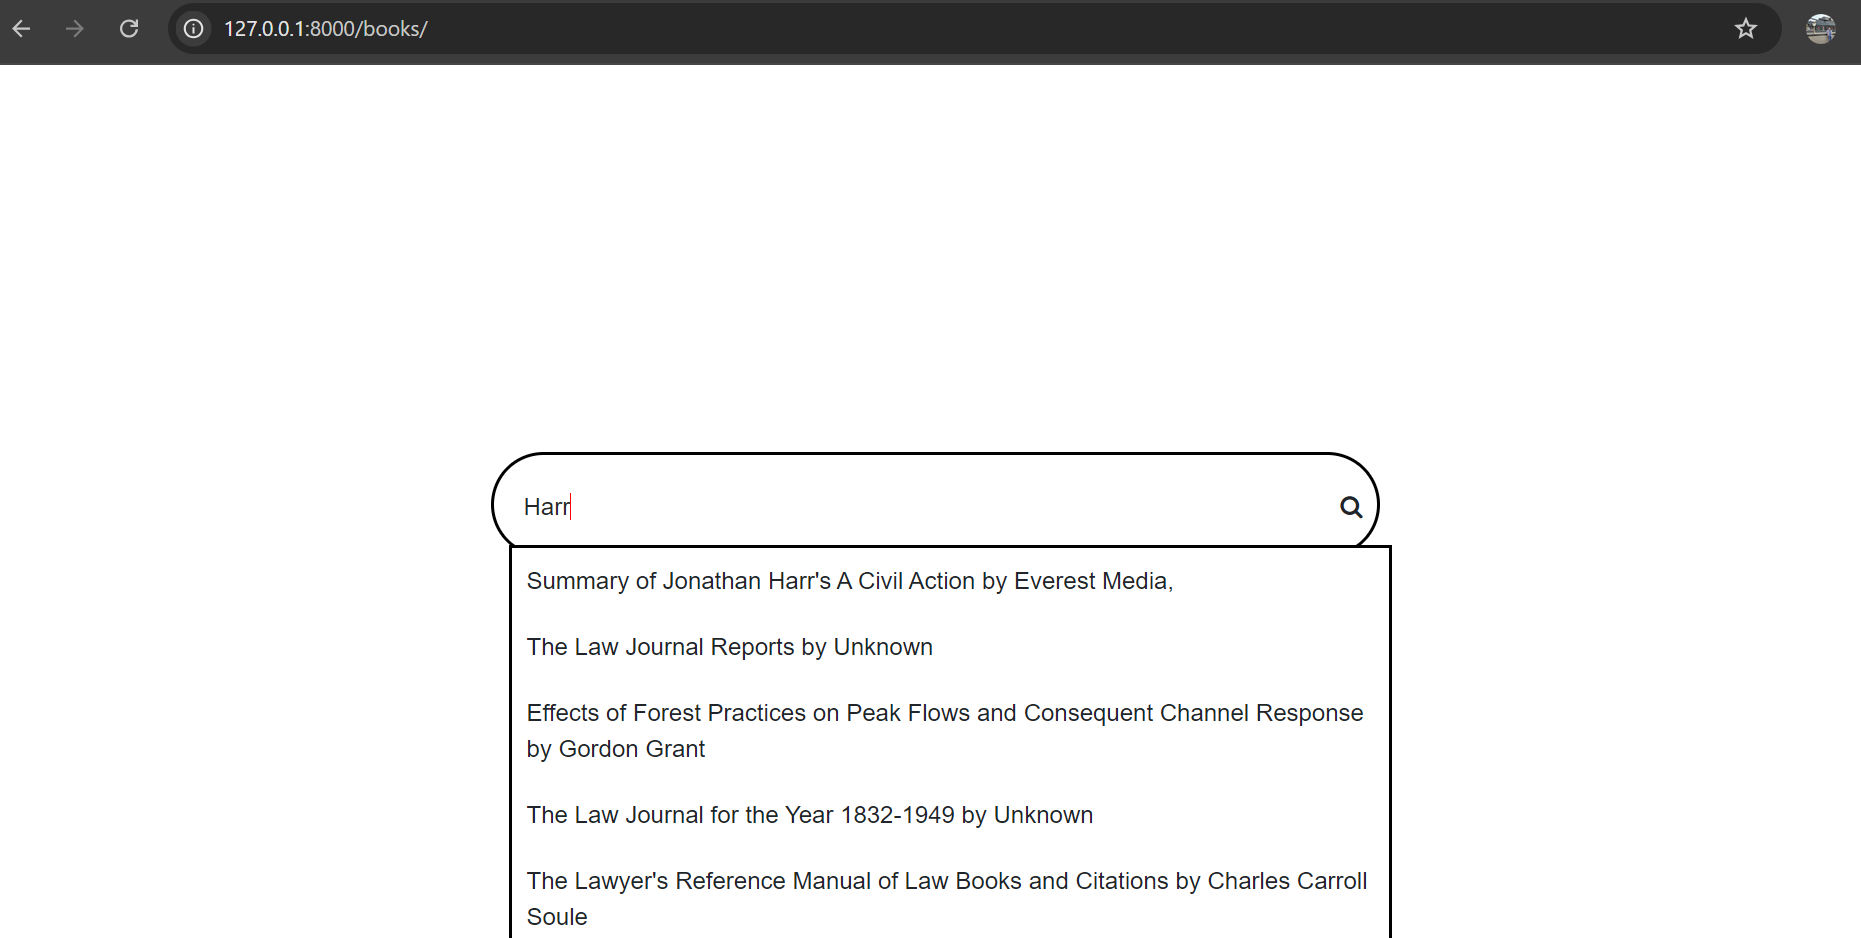 127.0.0.1:8000/books/
Harr
Summary of Jonathan Harr's A Civil Action by Everest Media,
The Law Journal Reports by Unknown
Effects of Forest Practices on Peak Flows and Consequent Channel Response
by Gordon Grant
The Law Journal for the Year 1832-1949 by Unknown
The Lawyer's Reference Manual of Law Books and Citations by Charles Carroll
Soule